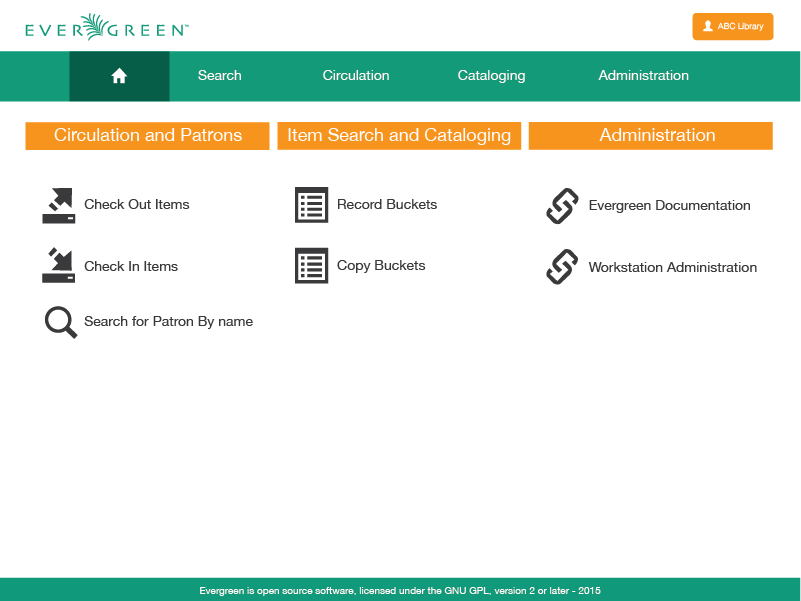 EVERGREEN™
ABC Library
Search
Circulation
Cataloging
Administration
Circulation and Patrons
Item Search and Cataloging
Administration
Check Out Items
Record Buckets
Evergreen Documentation
Check In Items
Copy Buckets
Workstation Administration
Search for Patron By name
Evergreen is open source software, licensed under the GNU GPL, version 2 or later - 2015